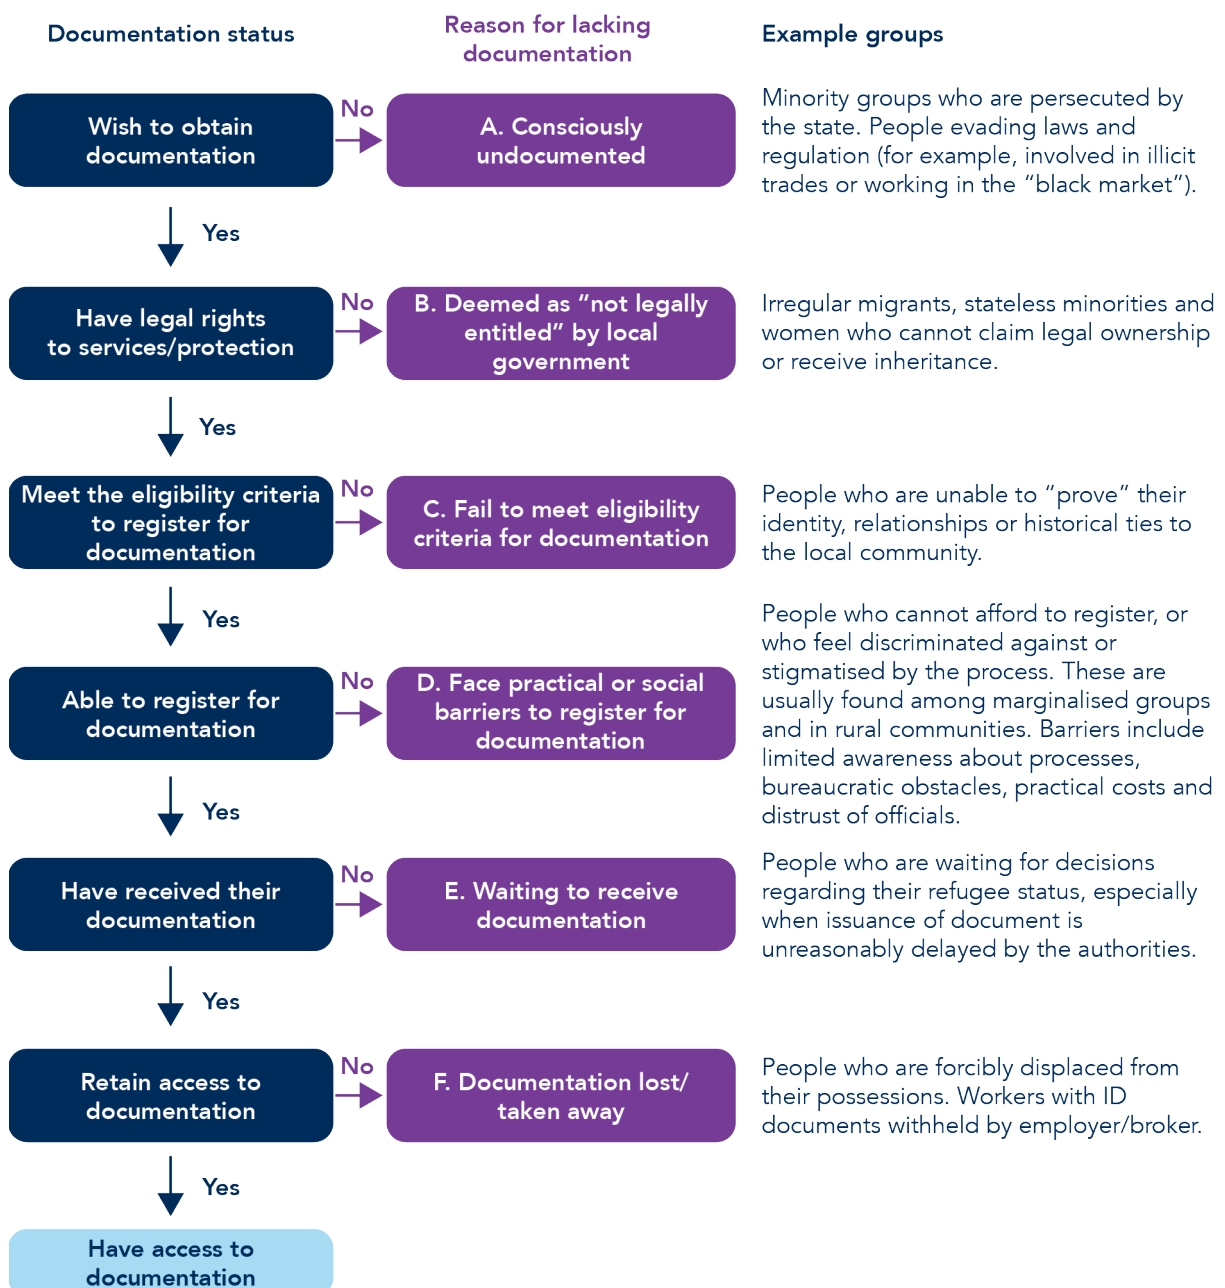 Documentation status
Reason for lacking
documentation
Example groups
Wish to obtain
documentation
No
A. Consciously
undocumented
Minority groups who are persecuted by
the state. People evading laws and
regulation (for example, involved in illicit
trades or working in the “black market”).
Yes
Have legal rights
to services/protection
No
B. Deemed as “not legally
entitled” by local
government
Irregular migrants, stateless minorities and
women who cannot claim legal ownership
or receive inheritance.
Yes
Meet the eligibility criteria
to register for
documentation
No
C. Fail to meet eligibility
criteria for documentation
People who are unable to “prove” their
identity, relationships or historical ties to
the local community.
Yes
Able to register for
documentation
No
D. Face practical or social
barriers to register for
documentation
People who cannot afford to register, or
who feel discriminated against or
stigmatised by the process. These are
usually found among marginalised groups
and in rural communities. Barriers include
limited awareness about processes,
bureaucratic obstacles, practical costs and
distrust of officials.
Yes
Have received their
documentation
No
E. Waiting to receive
documentation
People who are waiting for decisions
regarding their refugee status, especially
when issuance of document is
unreasonably delayed by the authorities.
Yes
Retain access to
documentation
No
F. Documentation lost/
taken away
People who are forcibly displaced from
their possessions. Workers with ID
documents withheld by employer/broker.
Yes
Have access to
documentation